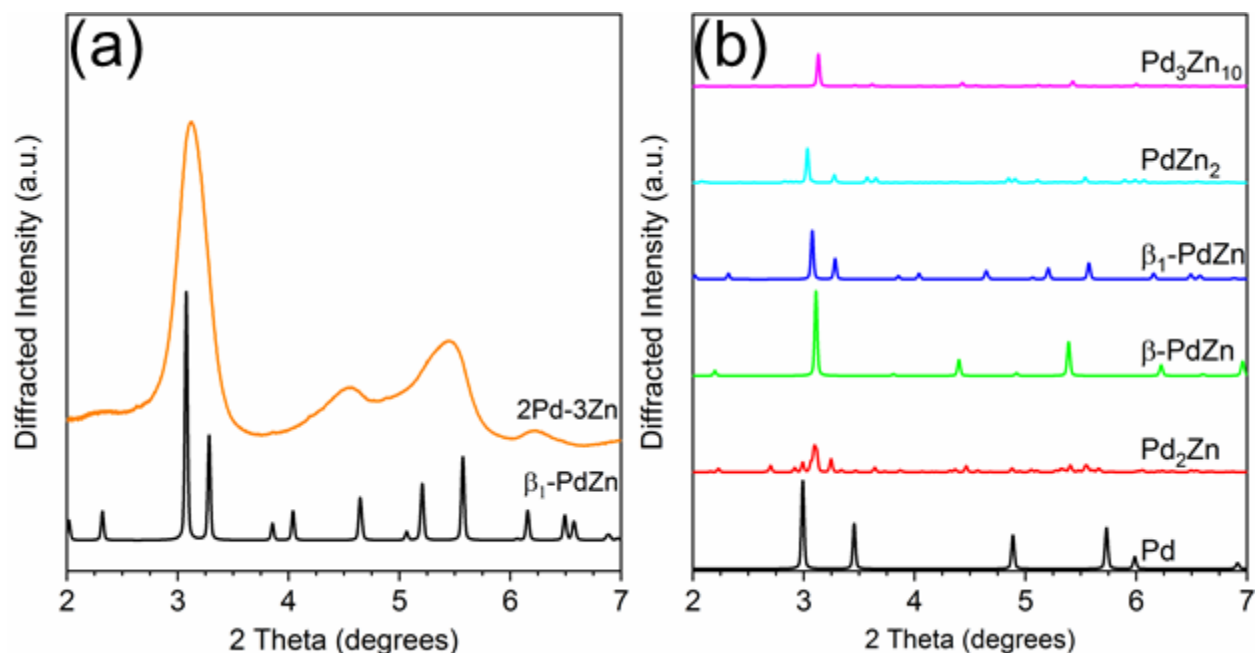 (a)
Diffracted Intensity (a.u.)
2Pd-3Zn
β₁-PdZn
2 3 4 5 6 7
2 Theta (degrees)
(b)
Diffracted Intensity (a.u.)
Pd₃Zn₁₀
PdZn₂
β₁-PdZn
β-PdZn
Pd₂Zn
Pd
2 3 4 5 6 7
2 Theta (degrees)